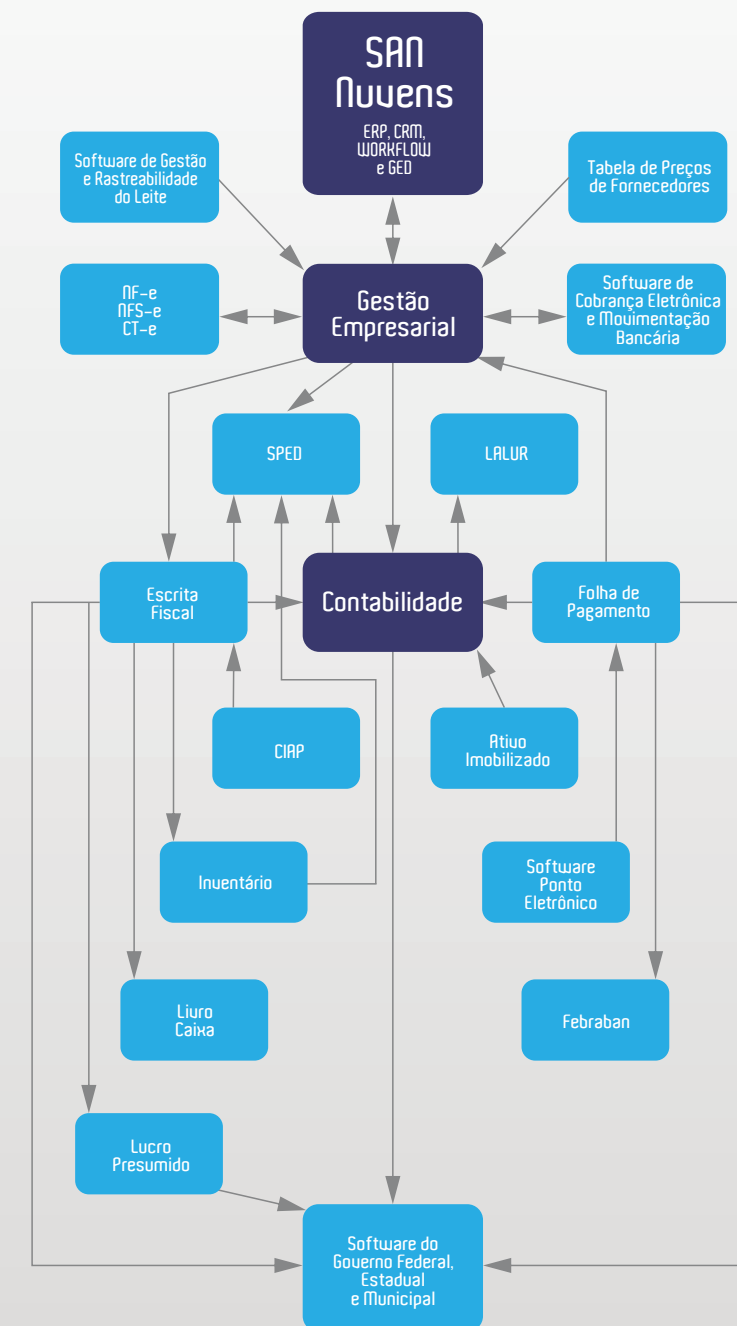 SAN
Nuvens
ERP, CRM,
WORKFLOW
e GED
Software de Gestão
e Rastreabilidade
do Leite
Tabela de Preços
de Fornecedores
NF-e
NFS-e
CT-e
Gestão
Empresarial
Software de
Cobrança Eletrônica
e Movimentação
Bancária
SPED
LALUR
Escrita
Fiscal
Contabilidade
Folha de
Pagamento
CIAP
Ativo
Imobilizado
Inventário
Software
Ponto
Eletrônico
Livro
Caixa
Febraban
Lucro
Presumido
Software do
Governo Federal,
Estadual
e Municipal